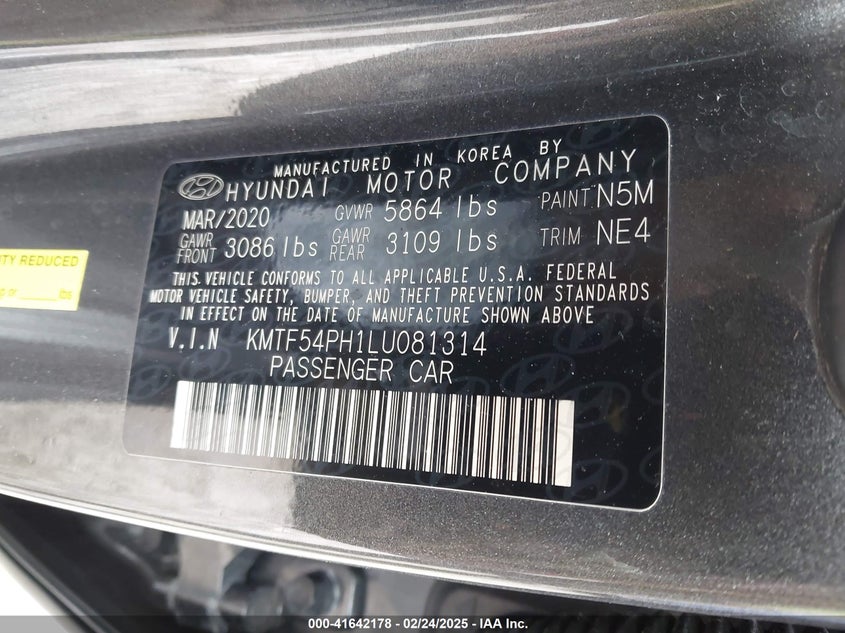 MANUFACTURED IN KOREA BY
HYUNDAI MOTOR COMPANY
MAR/2020 GVWR 5864 lbs PAINT N5M
GAWR FRONT 3086 lbs GAWR REAR 3109 lbs TRIM NE4
THIS VEHICLE CONFORMS TO ALL APPLICABLE U.S.A. FEDERAL
MOTOR VEHICLE SAFETY, BUMPER, AND THEFT PREVENTION STANDARDS
IN EFFECT ON THE DATE OF MANUFACTURE SHOWN ABOVE
V.I.N KMTF54PH1LU081314
PASSENGER CAR
REDUCED
or lbs
000-41642178 - 02/24/2025 - IAA Inc.